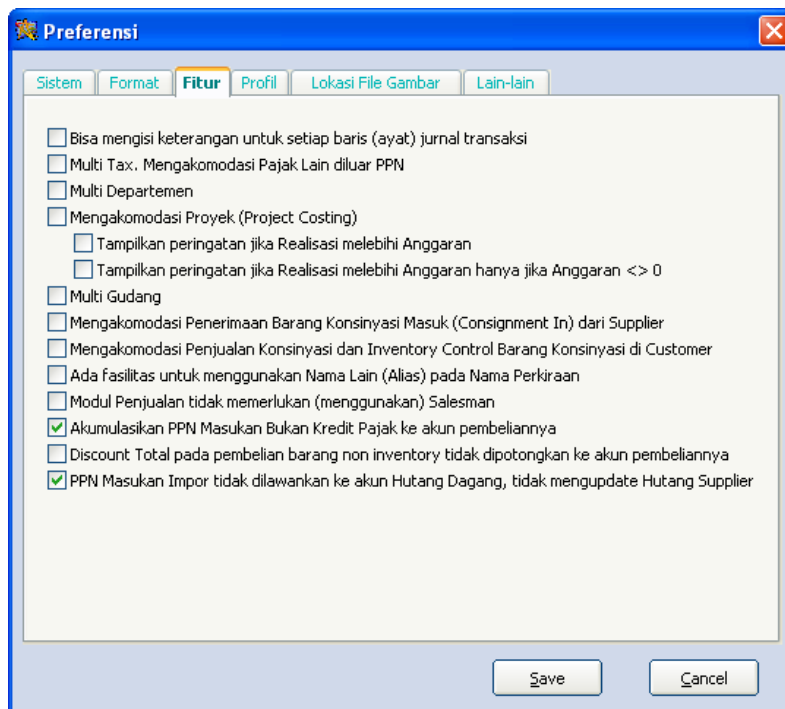 Preferensi
Sistem Format Fitur Profil Lokasi File Gambar Lain-lain
Bisa mengisi keterangan untuk setiap baris (ayat) jurnal transaksi
Multi Tax. Mengakomodasi Pajak Lain diluar PPN
Multi Departemen
Mengakomodasi Proyek (Project Costing)
Tampilkan peringatan jika Realisasi melebihi Anggaran
Tampilkan peringatan jika Realisasi melebihi Anggaran hanya jika Anggaran <> 0
Multi Gudang
Mengakomodasi Penerimaan Barang Konsinyasi Masuk (Consignment In) dari Supplier
Mengakomodasi Penjualan Konsinyasi dan Inventory Control Barang Konsinyasi di Customer
Ada fasilitas untuk menggunakan Nama Lain (Alias) pada Nama Perkiraan
Modul Penjualan tidak memerlukan (menggunakan) Salesman
Akumulasikan PPN Masukan Bukan Kredit Pajak ke akun pembeliannya
Discount Total pada pembelian barang non inventory tidak dipotongkan ke akun pembeliannya
PPN Masukan Impor tidak dilawankan ke akun Hutang Dagang, tidak mengupdate Hutang Supplier
Save Cancel